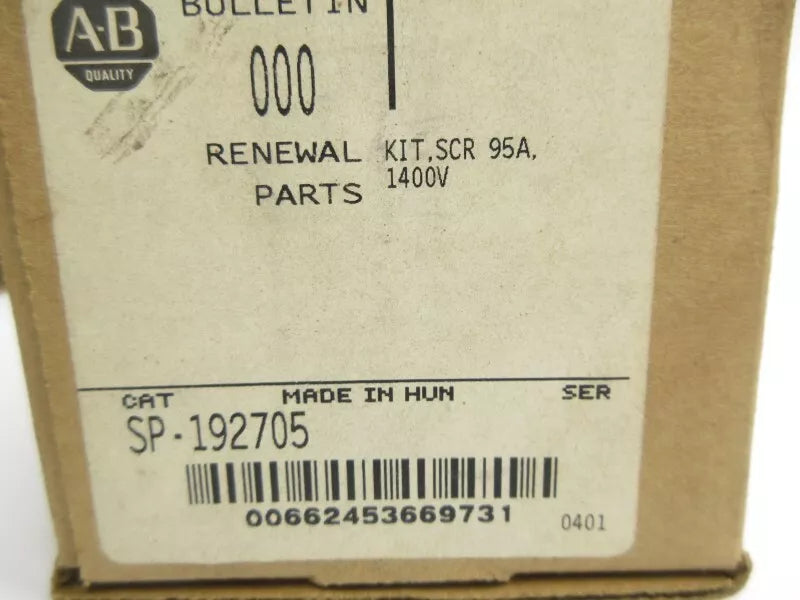 BULLETIN
A-B
QUALITY
000
RENEWAL KIT,SCR 95A,
PARTS 1400V
CAT MADE IN HUN SER
SP-192705
00662453669731
0401